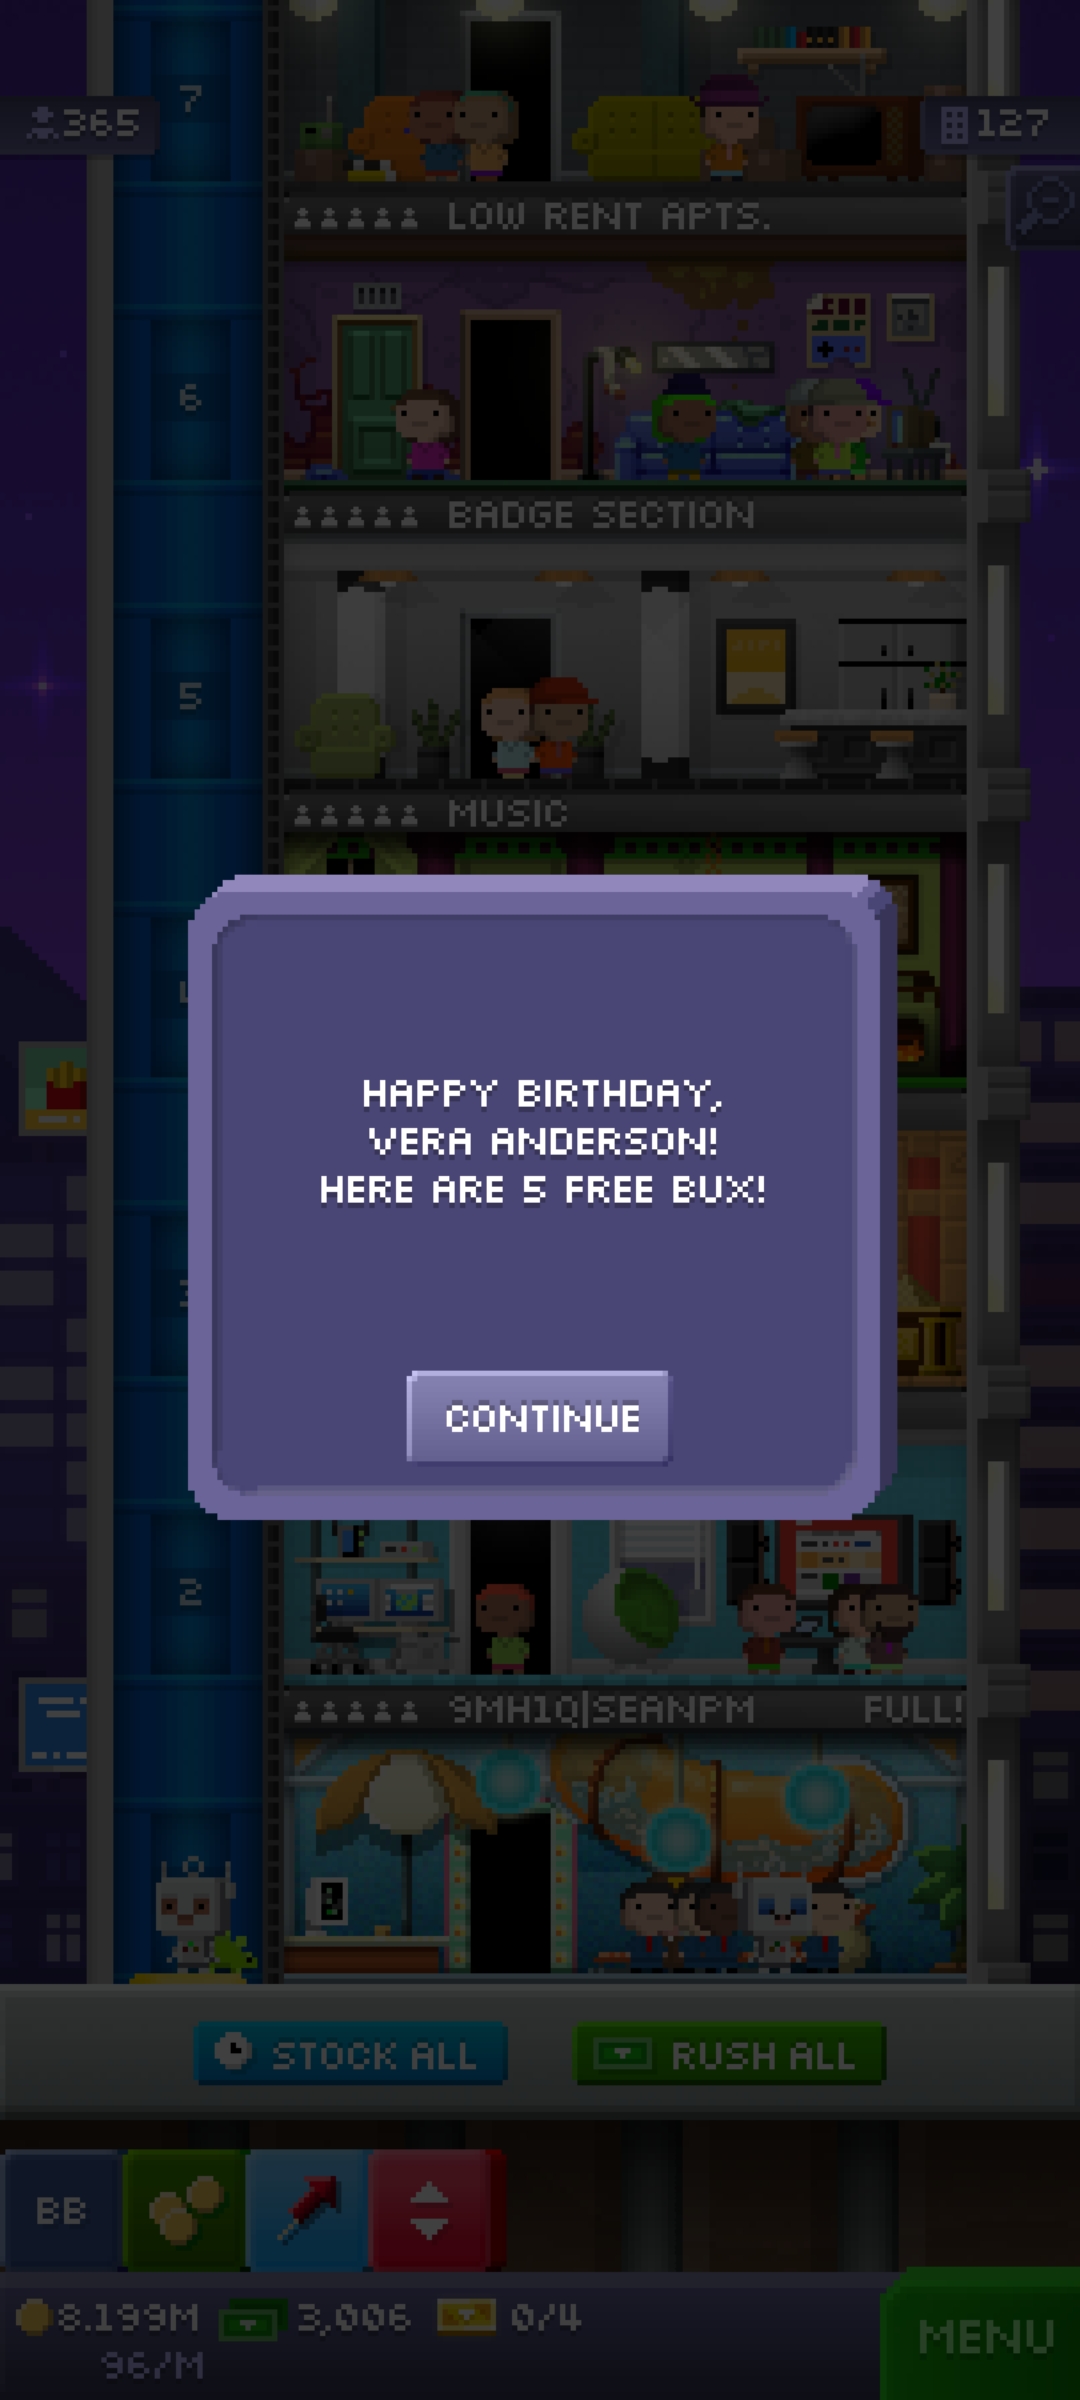 7
365
127
LOW RENT APTS.
6
BADGE SECTION
5
MUSIC
HAPPY BIRTHDAY,
VERA ANDERSON!
HERE ARE 5 FREE BUX!
CONTINUE
2
9MH1Q|SEANPM FULL!
STOCK ALL
RUSH ALL
BB
8.199M 3,006 0/4
96/M
MENU